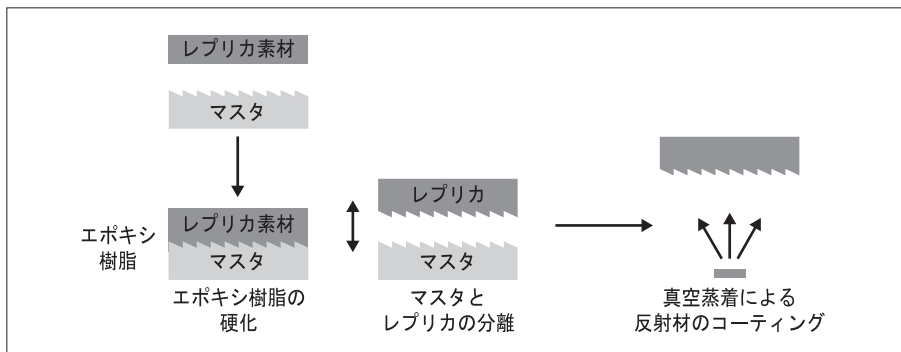 レプリカ素材
マスタ
エポキシ
樹脂
レプリカ素材
マスタ
エポキシ樹脂の
硬化
レプリカ
マスタ
マスタと
レプリカの分離
真空蒸着による
反射材のコーティング